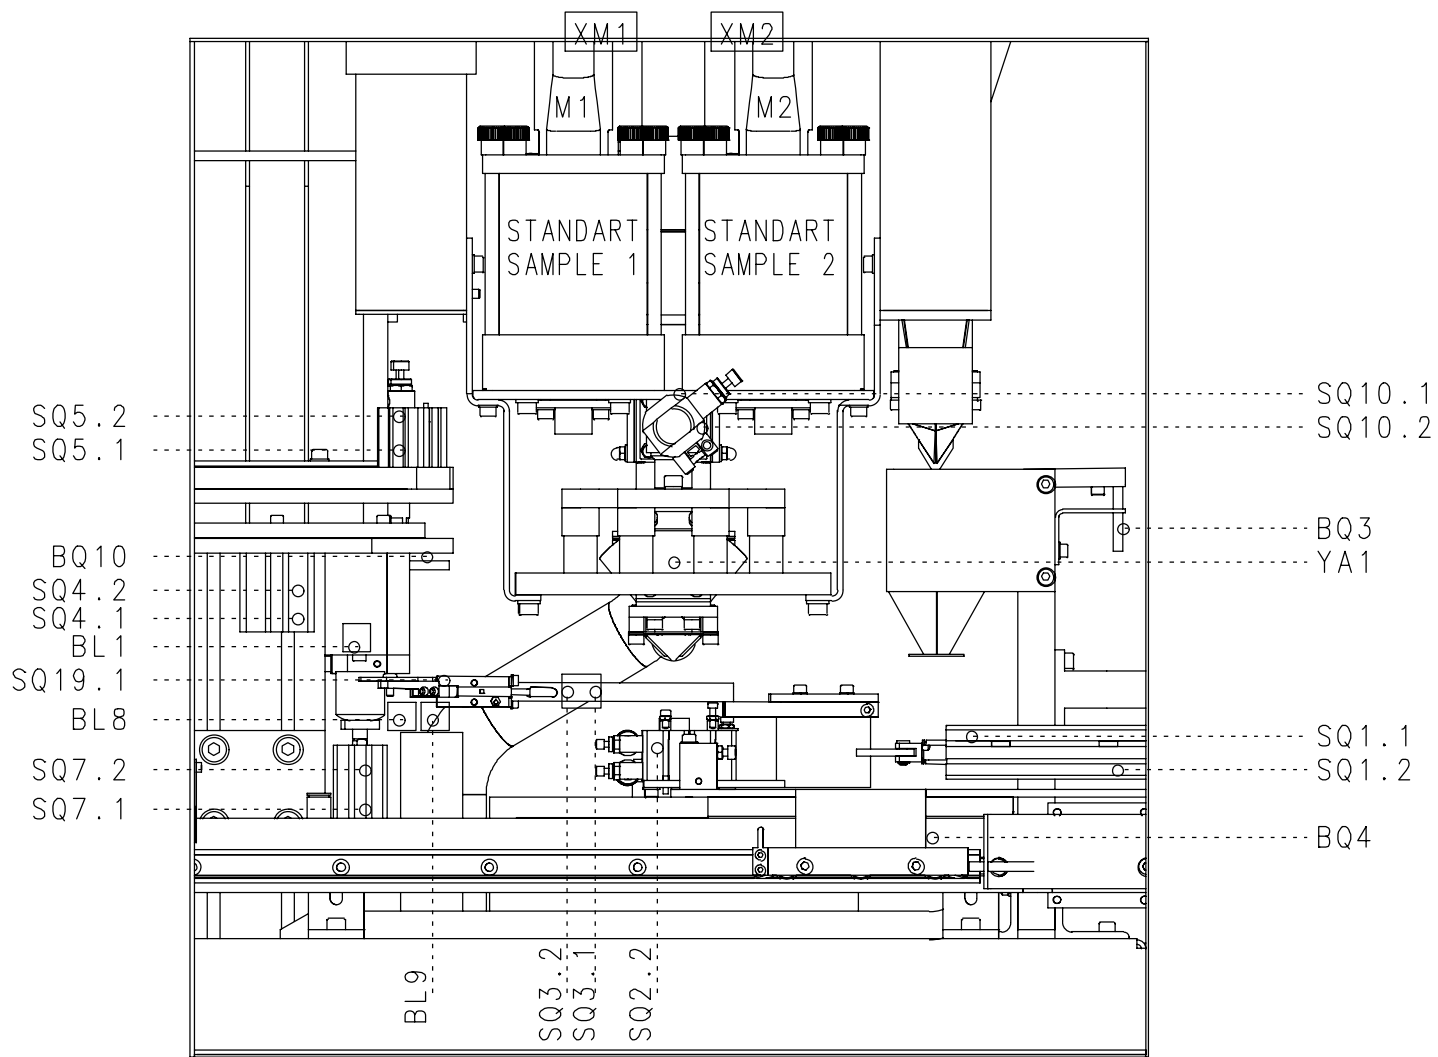 XM1
XM2
M1
M2
STANDART
SAMPLE 1
STANDART
SAMPLE 2
SQ5.2
SQ5.1
BQ10
SQ4.2
SQ4.1
BL1
SQ19.1
BL8
SQ7.2
SQ7.1
SQ10.1
SQ10.2
BQ3
YA1
SQ1.1
SQ1.2
BQ4
BL9
SQ3.2
SQ3.1
SQ2.2